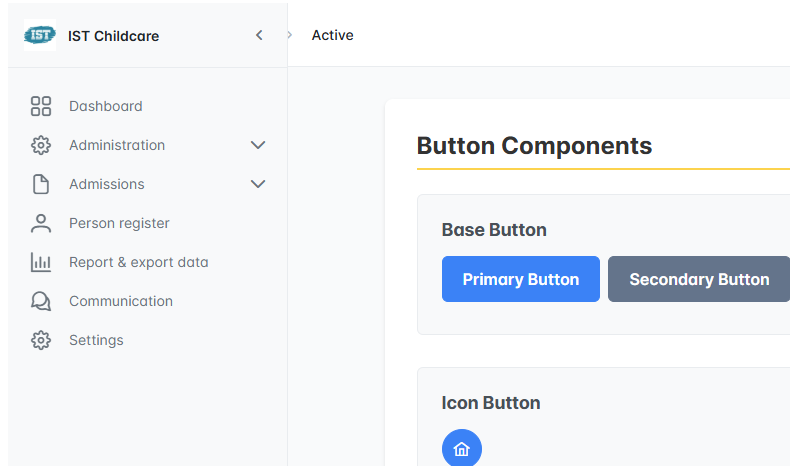 IST
IST Childcare
Active
Dashboard
Administration
Admissions
Person register
Report & export data
Communication
Settings
Button Components
Base Button
Primary Button
Secondary Button
Icon Button